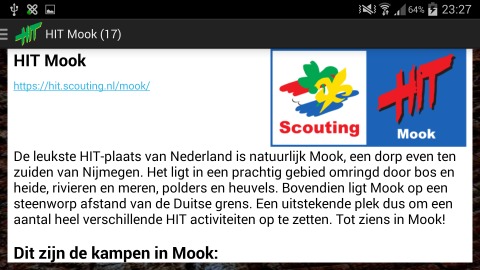 64% 23:27
HIT HIT Mook (17)
HIT Mook
https://hit.scouting.nl/mook/
Scouting
HIT
Mook
De leukste HIT-plaats van Nederland is natuurlijk Mook, een dorp even ten
zuiden van Nijmegen. Het ligt in een prachtig gebied omringd door bos en
heide, rivieren en meren, polders en heuvels. Bovendien ligt Mook op een
steenworp afstand van de Duitse grens. Een uitstekende plek dus om een
aantal heel verschillende HIT activiteiten op te zetten. Tot ziens in Mook!
Dit zijn de kampen in Mook: